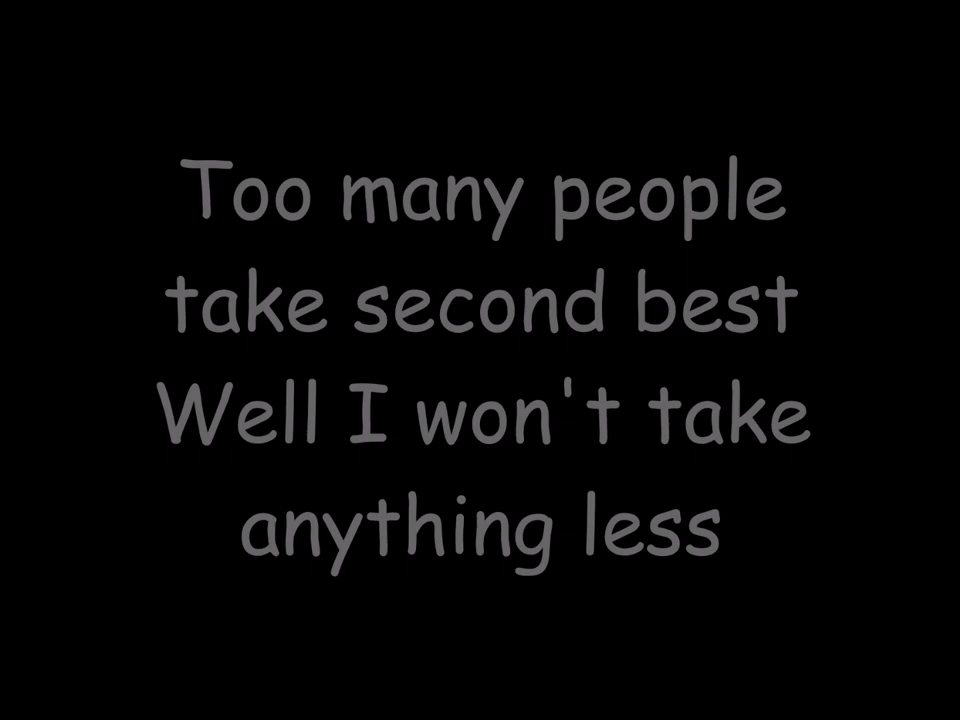 Too many people
take second best
Well I won't take
anything less